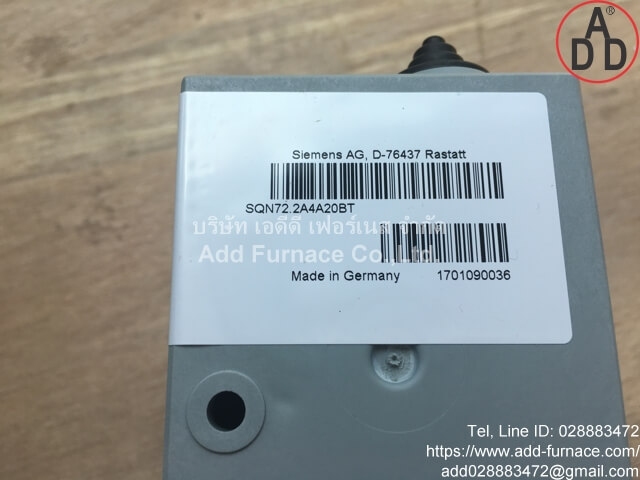 ADD
Siemens AG, D-76437 Rastatt
SQN72.2A4A20BT
บริษัท เอดีดี เฟอร์เนส จำกัด
Add Furnace Co.,Ltd.
Made in Germany 1701090036
Tel, Line ID: 028883472
https://www.add-furnace.com/
add028883472@gmail.com